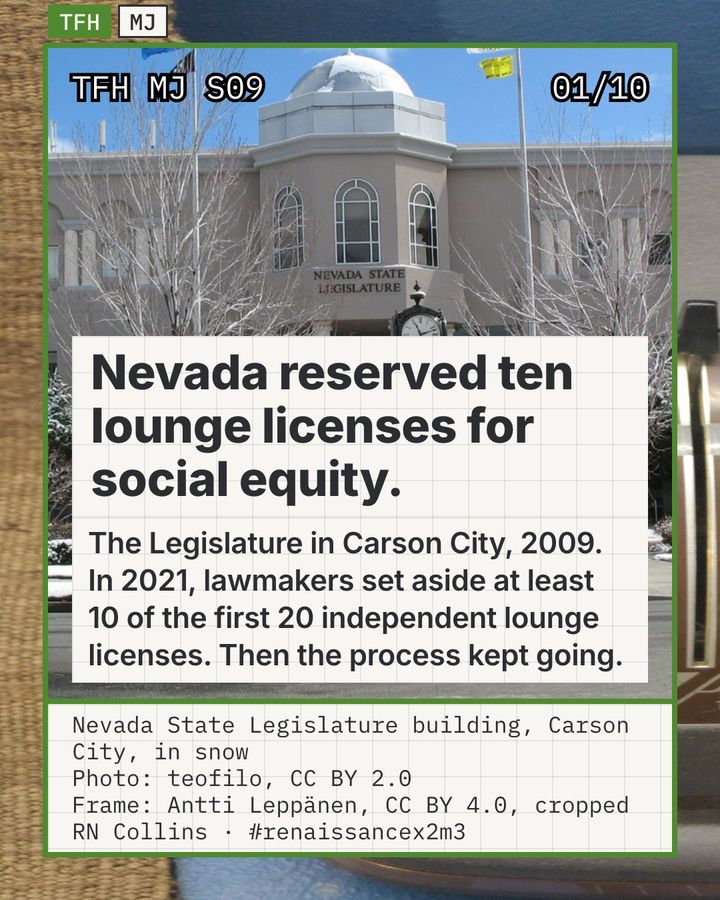 TFH MJ
TFH MJ S09 01/10
NEVADA STATE
LEGISLATURE
Nevada reserved ten
lounge licenses for
social equity.
The Legislature in Carson City, 2009.
In 2021, lawmakers set aside at least
10 of the first 20 independent lounge
licenses. Then the process kept going.
Nevada State Legislature building, Carson
City, in snow
Photo: teofilo, CC BY 2.0
Frame: Antti Leppänen, CC BY 4.0, cropped
RN Collins · #renaissancex2m3